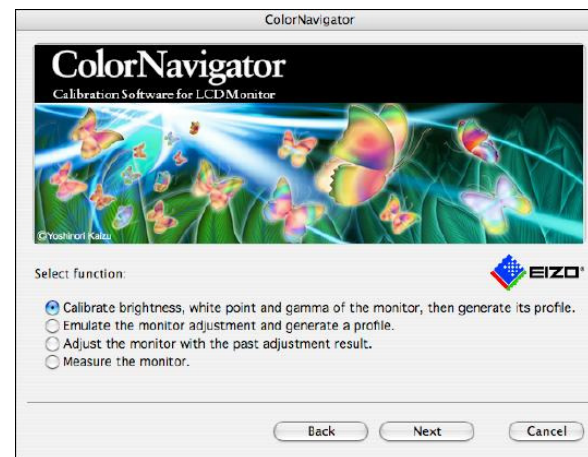 ColorNavigator
ColorNavigator
Calibration Software for LCD Monitor
©Yoshinori Kaizu
Select function:
EIZO®
Calibrate brightness, white point and gamma of the monitor, then generate its profile.
Emulate the monitor adjustment and generate a profile.
Adjust the monitor with the past adjustment result.
Measure the monitor.
Back Next Cancel